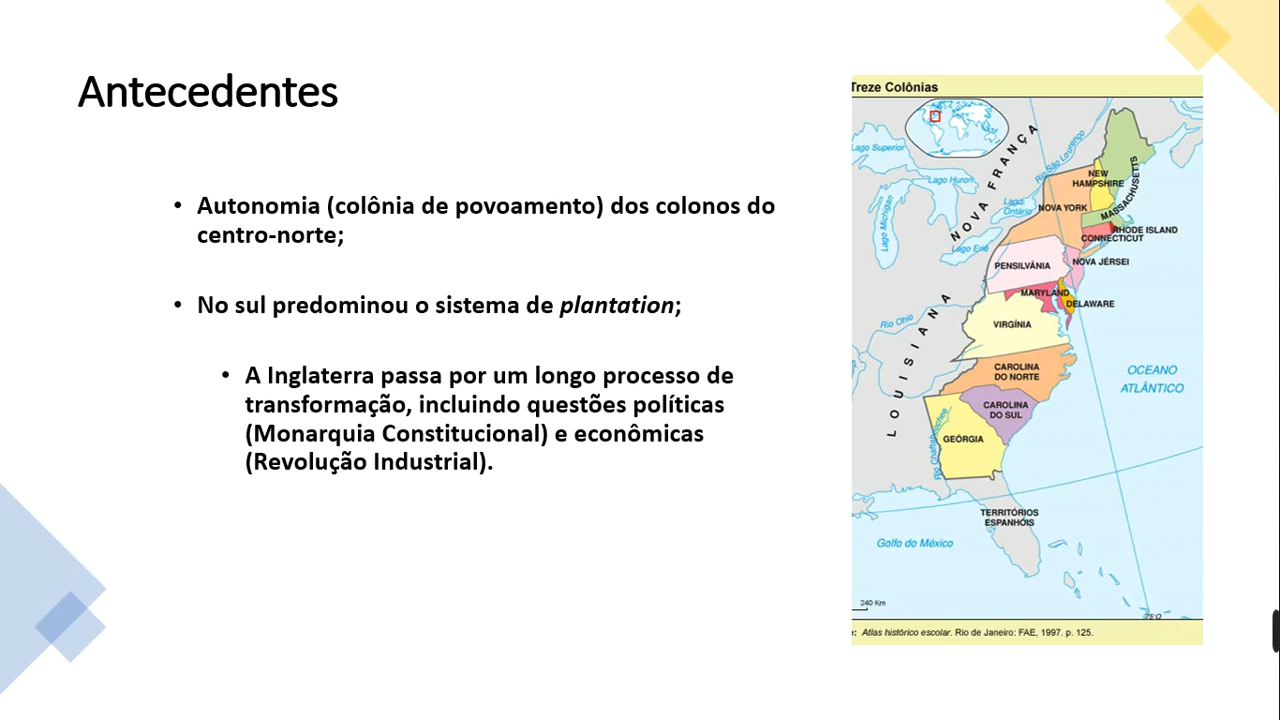 Antecedentes
• Autonomia (colônia de povoamento) dos colonos do
centro-norte;
• No sul predominou o sistema de plantation;
• A Inglaterra passa por um longo processo de
transformação, incluindo questões políticas
(Monarquia Constitucional) e econômicas
(Revolução Industrial).
Treze Colônias
Lago Superior
Lago Huron
Lago Michigan
Lago Ontário
Lago Erie
Rio São Lourenço
NOVA FRANÇA
NEW
HAMPSHIRE
MASSACHUSETTS
NOVA YORK
RHODE ISLAND
CONNECTICUT
PENSILVÂNIA
NOVA JÉRSEI
MARYLAND
DELAWARE
Rio Ohio
LOUISIANA
VIRGÍNIA
CAROLINA
DO NORTE
OCEANO
ATLÂNTICO
CAROLINA
DO SUL
GEÓRGIA
Rio Chattahoochee
TERRITÓRIOS
ESPANHÓIS
Golfo do México
240 Km
75°O
: Atlas histórico escolar. Rio de Janeiro: FAE, 1997. p. 125.